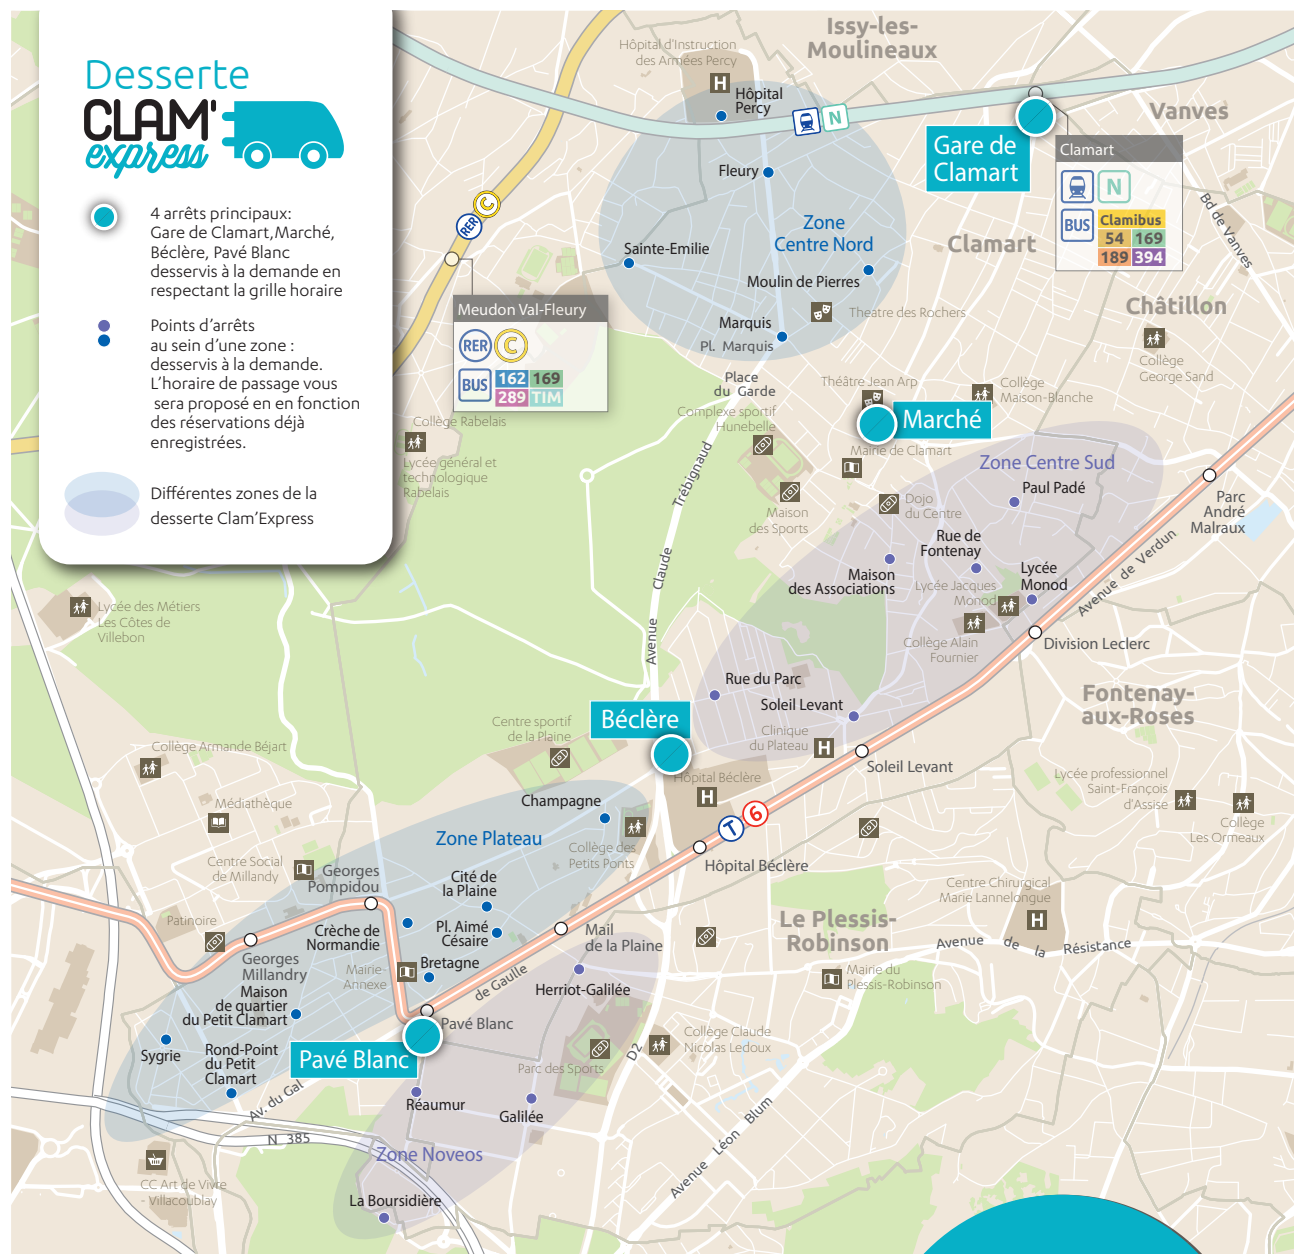 Desserte
CLAM'
express
4 arrêts principaux:
Gare de Clamart,Marché,
Béclère, Pavé Blanc
desservis à la demande en
respectant la grille horaire
Points d'arrêts
au sein d'une zone :
desservis à la demande.
L'horaire de passage vous
sera proposé en en fonction
des réservations déjà
enregistrées.
Différentes zones de la
desserte Clam'Express
Issy-les-
Moulineaux
Hôpital d'Instruction
des Armées Percy
H
Hôpital
Percy
N
Vanves
Gare de
Clamart
Clamart
N
BUS
Clamibus
54 169
189 394
Bd de Vanves
Fleury
Zone
Centre Nord
Clamart
Sainte-Emilie
Moulin de Pierres
RER C
Meudon Val-Fleury
RER C
BUS
162 169
289 TIM
Marquis
Pl. Marquis
Theatre des Rochers
Châtillon
Collège
George Sand
Place
du Garde
Théâtre Jean Arp
Collège
Maison-Blanche
Complexe sportif
Hunebelle
Marché
Mairie de Clamart
Collège Rabelais
Lycée général et
technologique
Rabelais
Zone Centre Sud
Paul Padé
Parc
André
Malraux
Maison
des Sports
Dojo
du Centre
Rue de
Fontenay
Maison
des Associations
Lycée Jacques
Monod
Lycée
Monod
Avenue de Verdun
Avenue Claude Trébignaud
Lycée des Métiers
Les Côtes de
Villebon
Collège Alain
Fournier
Division Leclerc
Rue du Parc
Soleil Levant
Fontenay-
aux-Roses
Béclère
Centre sportif
de la Plaine
Clinique
du Plateau
H
Soleil Levant
Collège Armande Béjart
Hôpital Béclère
H
Lycée professionnel
Saint-François
d'Assise
Collège
Les Ormeaux
Médiathèque
Champagne
Zone Plateau
T 6
Collège des
Petits Ponts
Hôpital Béclère
Centre Social
de Millandy
Georges
Pompidou
Cité de
la Plaine
Centre Chirurgical
Marie Lannelongue
H
Patinoire
Crèche de
Normandie
Pl. Aimé
Césaire
Mail
de la Plaine
Le Plessis-
Robinson
Avenue de la Résistance
Georges
Millandry
Mairie-
Annexe
Bretagne
de Gaulle
Mairie du
Plessis-Robinson
Maison
de quartier
du Petit Clamart
Herriot-Galilée
Pavé Blanc
Collège Claude
Nicolas Ledoux
Sygrie
Rond-Point
du Petit
Clamart
Pavé Blanc
Parc des Sports
D2
Av. du Gal
Réaumur
Galilée
N 385
Zone Noveos
Avenue Léon Blum
CC Art de Vivre
- Villacoublay
La Boursidière